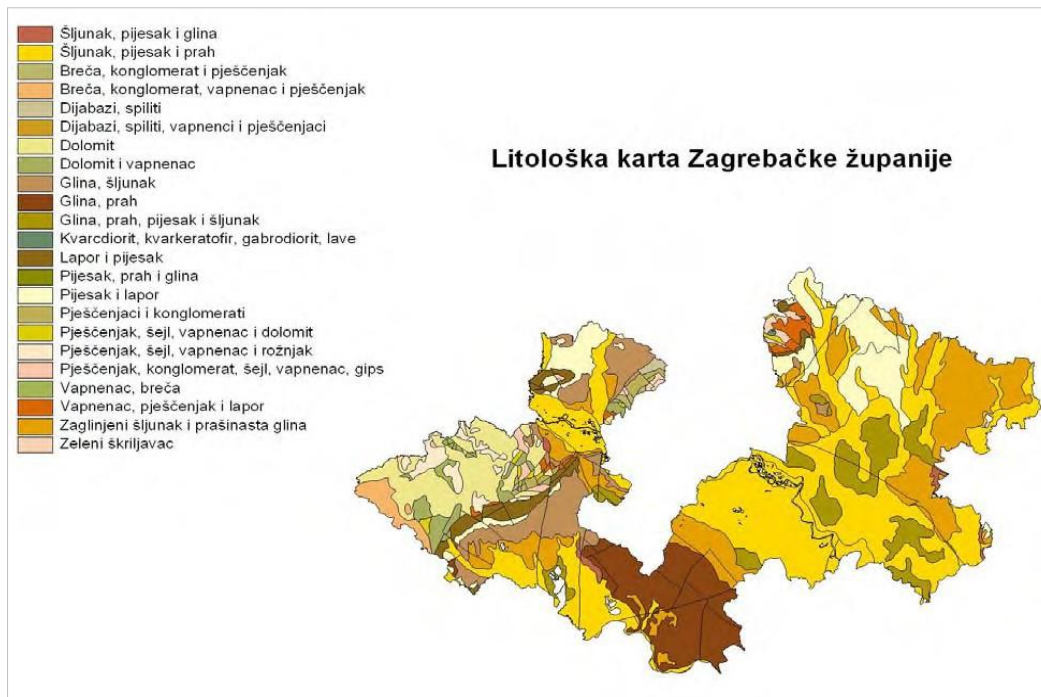 Šljunak, pijesak i glina
Šljunak, pijesak i prah
Breča, konglomerat i pješčenjak
Breča, konglomerat, vapnenac i pješčenjak
Dijabazi, spiliti
Dijabazi, spiliti, vapnenci i pješčenjaci
Dolomit
Dolomit i vapnenac
Glina, šljunak
Glina, prah
Glina, prah, pijesak i šljunak
Kvarcdiorit, kvarkeratofir, gabrodiorit, lave
Lapor i pijesak
Pijesak, prah i glina
Pijesak i lapor
Pješčenjaci i konglomerati
Pješčenjak, šejl, vapnenac i dolomit
Pješčenjak, šejl, vapnenac i rožnjak
Pješčenjak, konglomerat, šejl, vapnenac, gips
Vapnenac, breča
Vapnenac, pješčenjak i lapor
Zaglinjeni šljunak i prašinasta glina
Zeleni škriljavac
Litološka karta Zagrebačke županije